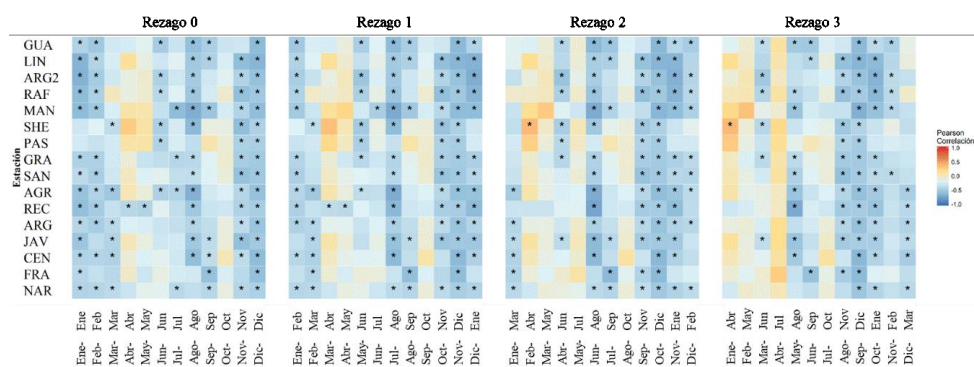 Rezago 0 Rezago 1 Rezago 2 Rezago 3
Estación
GUA
LIN
ARG2
RAF
MAN
SHE
PAS
GRA
SAN
AGR
REC
ARG
JAV
CEN
FRA
NAR
Ene- Ene
Feb- Feb
Mar- Mar
Abr- Abr
May- May
Jun- Jun
Jul- Jul
Ago- Ago
Sep- Sep
Oct- Oct
Nov- Nov
Dic- Dic
Ene- Feb
Feb- Mar
Mar- Abr
Abr- May
May- Jun
Jun- Jul
Jul- Ago
Ago- Sep
Sep- Oct
Oct- Nov
Nov- Dic
Dic- Ene
Ene- Mar
Feb- Abr
Mar- May
Abr- Jun
May- Ago
Jun- Jul
Jul- Sep
Ago- Oct
Sep- Nov
Oct- Dic
Nov- Ene
Dic- Feb
Ene- Abr
Feb- May
Mar- Jun
Abr- Jul
May- Ago
Jun- Sep
Jul- Oct
Ago- Nov
Sep- Dic
Oct- Ene
Nov- Feb
Dic- Mar
Pearson
Correlación
1.0
0.5
0.0
-0.5
-1.0